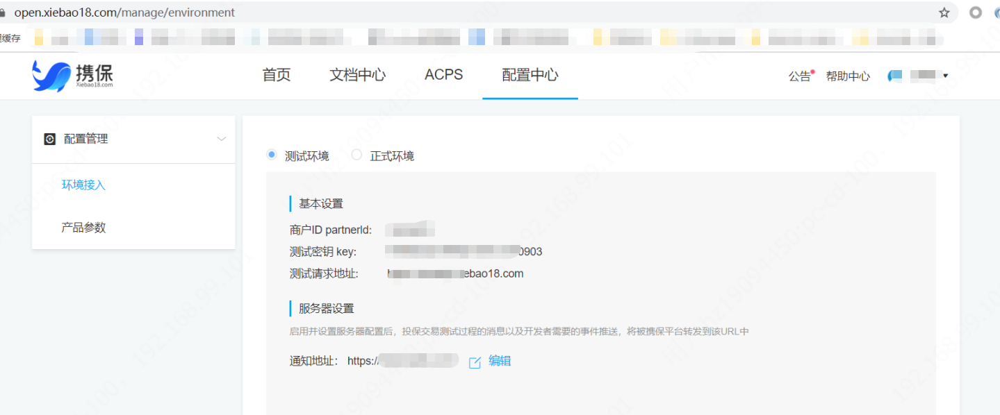 open.xiebao18.com/manage/environment
理缓存
携保
Xiebao18.com
首页 文档中心 ACPS 配置中心
公告 帮助中心
配置管理
环境接入
产品参数
测试环境 正式环境
基本设置
商户ID partnerId:
测试密钥 key: 0903
测试请求地址: ebao18.com
服务器设置
启用并设置服务器配置后，投保交易测试过程的消息以及开发者需要的事件推送，将被携保平台转发到该URL中
通知地址： https:/ 编辑
192.168.99.101